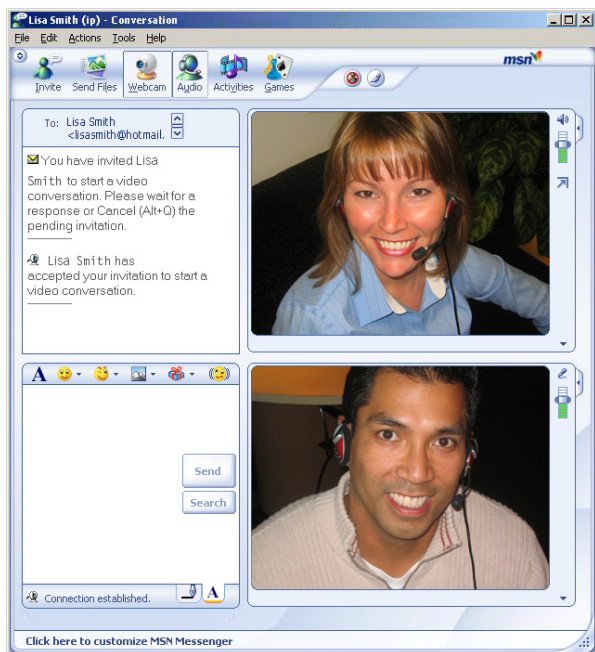 Lisa Smith (ip) - Conversation
File Edit Actions Tools Help
msn
Invite Send Files Webcam Audio Activities Games
To: Lisa Smith
<lisasmith@hotmail.
You have invited Lisa
Smith to start a video
conversation. Please wait for a
response or Cancel (Alt+Q) the
pending invitation.
Lisa Smith has
accepted your invitation to start a
video conversation.
A
Send
Search
Connection established.
A
Click here to customize MSN Messenger